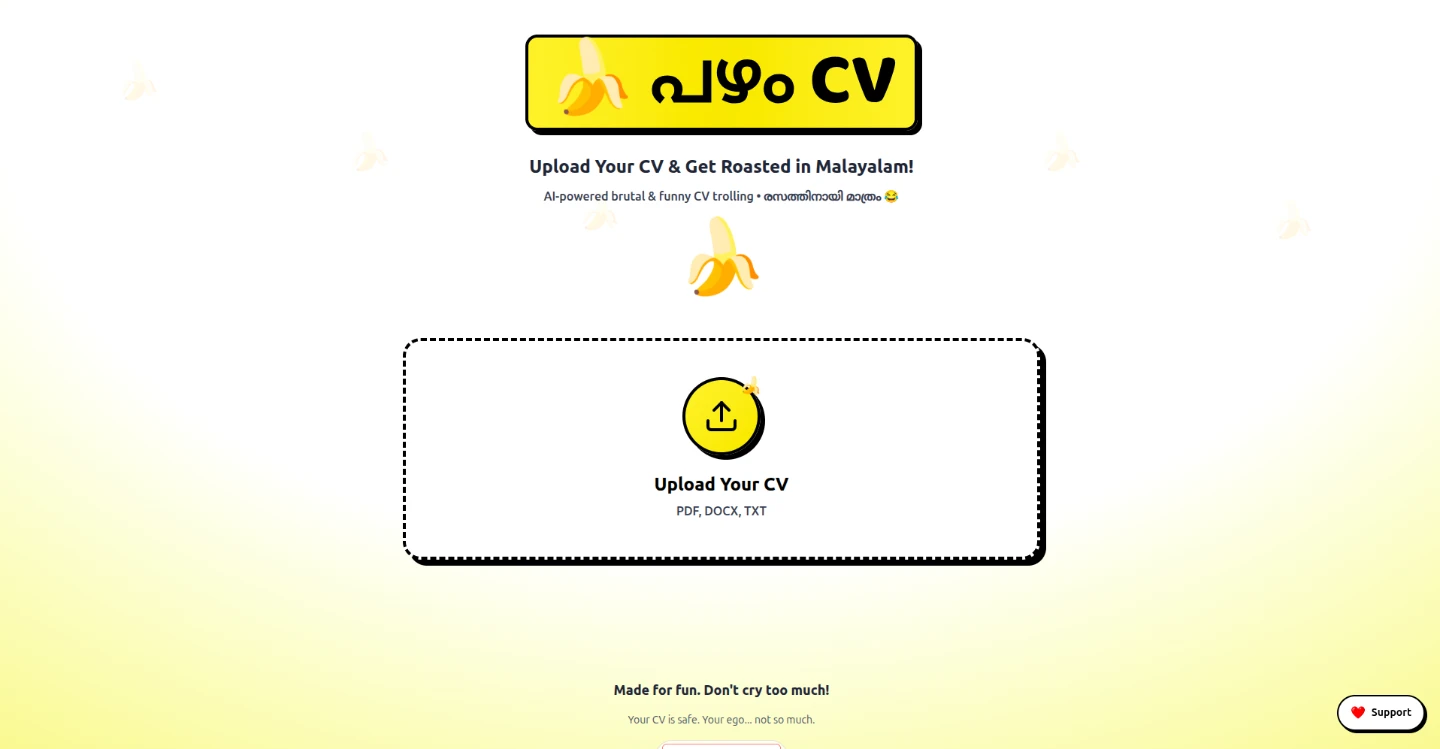 🍌 പഴം CV
Upload Your CV & Get Roasted in Malayalam!
AI-powered brutal & funny CV trolling • രസത്തിനായി മാത്രം 😂
Upload Your CV
PDF, DOCX, TXT
Made for fun. Don't cry too much!
Your CV is safe. Your ego... not so much.
❤️ Support